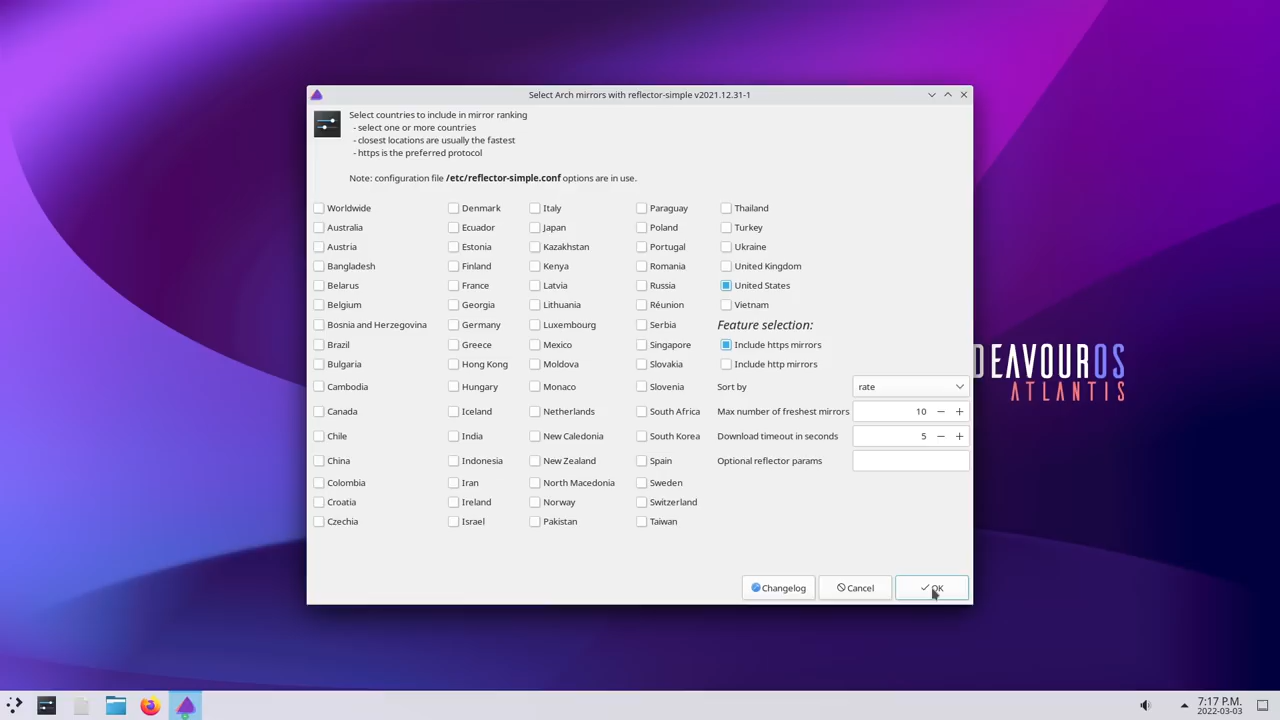 Select Arch mirrors with reflector-simple v2021.12.31-1
Select countries to include in mirror ranking
- select one or more countries
- closest locations are usually the fastest
- https is the preferred protocol
Note: configuration file /etc/reflector-simple.conf options are in use.
Worldwide
Australia
Austria
Bangladesh
Belarus
Belgium
Bosnia and Herzegovina
Brazil
Bulgaria
Cambodia
Canada
Chile
China
Colombia
Croatia
Czechia
Denmark
Ecuador
Estonia
Finland
France
Georgia
Germany
Greece
Hong Kong
Hungary
Iceland
India
Indonesia
Iran
Ireland
Israel
Italy
Japan
Kazakhstan
Kenya
Latvia
Lithuania
Luxembourg
Mexico
Moldova
Monaco
Netherlands
New Caledonia
New Zealand
North Macedonia
Norway
Pakistan
Paraguay
Poland
Portugal
Romania
Russia
Réunion
Serbia
Singapore
Slovakia
Slovenia
South Africa
South Korea
Spain
Sweden
Switzerland
Taiwan
Thailand
Turkey
Ukraine
United Kingdom
United States
Vietnam
Feature selection:
Include https mirrors
Include http mirrors
Sort by rate
Max number of freshest mirrors 10
Download timeout in seconds 5
Optional reflector params
Changelog Cancel OK
DEAVOUROS
ATLANTIS
7:17 P.M.
2022-03-03